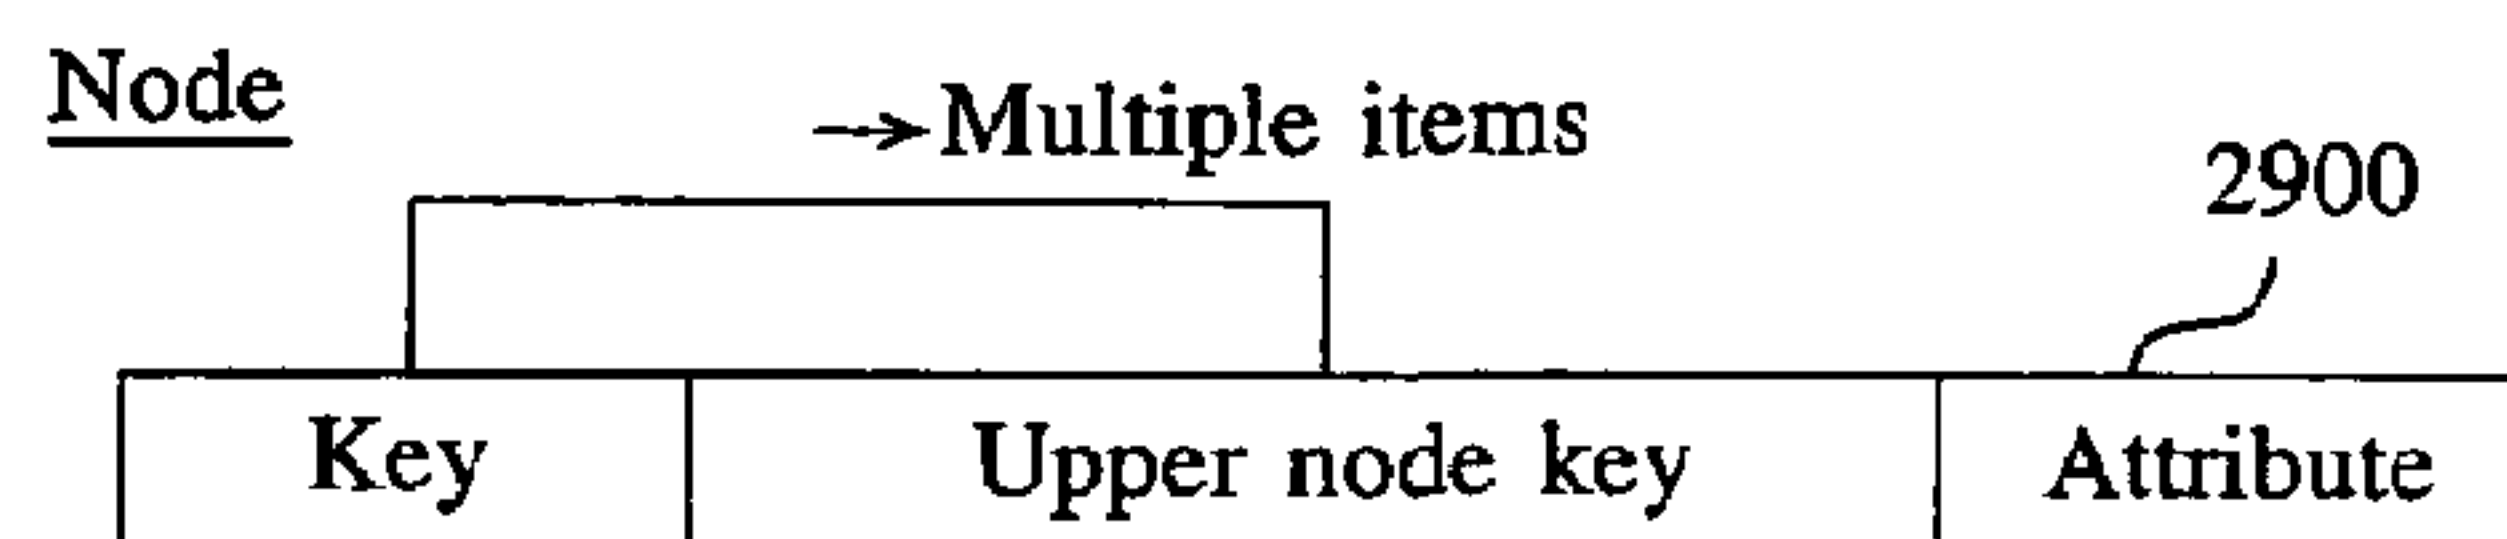 Node
→Multiple items
2900
Key Upper node key Attribute